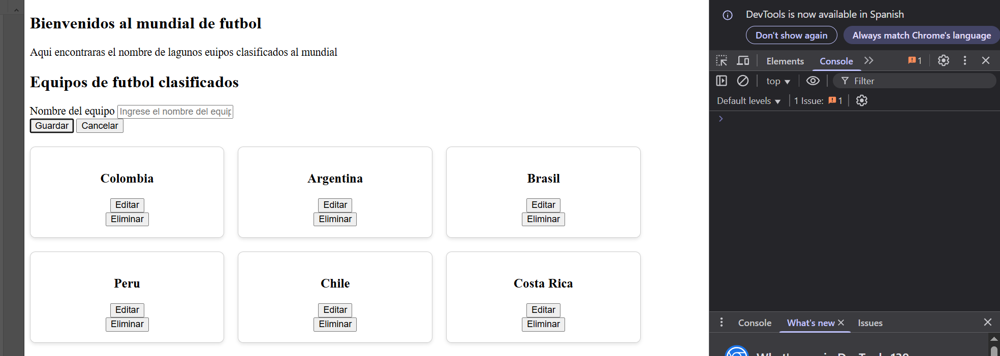 Bienvenidos al mundial de futbol
Aqui encontraras el nombre de lagunos euipos clasificados al mundial
Equipos de futbol clasificados
Nombre del equipo Ingrese el nombre del equip
Guardar Cancelar
Colombia
Editar
Eliminar
Argentina
Editar
Eliminar
Brasil
Editar
Eliminar
Peru
Editar
Eliminar
Chile
Editar
Eliminar
Costa Rica
Editar
Eliminar
DevTools is now available in Spanish
Don't show again Always match Chrome's language
Elements Console 1
top Filter
Default levels 1 Issue: 1
Console What's new Issues